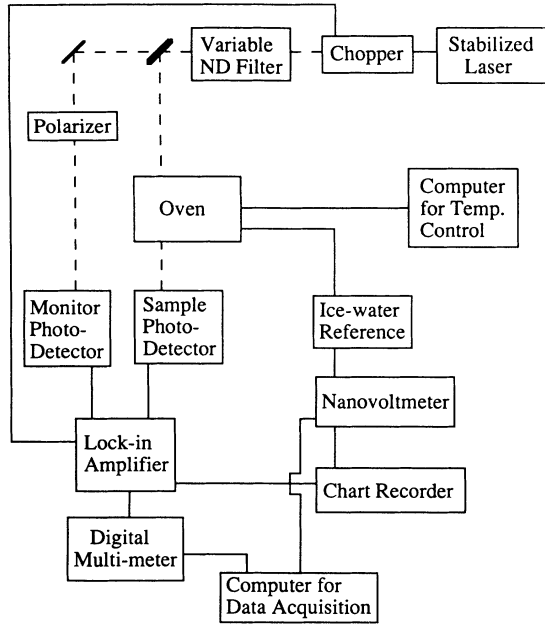 Variable
ND Filter
Chopper
Stabilized
Laser
Polarizer
Oven
Computer
for Temp.
Control
Monitor
Photo-
Detector
Sample
Photo-
Detector
Ice-water
Reference
Nanovoltmeter
Lock-in
Amplifier
Chart Recorder
Digital
Multi-meter
Computer for
Data Acquisition